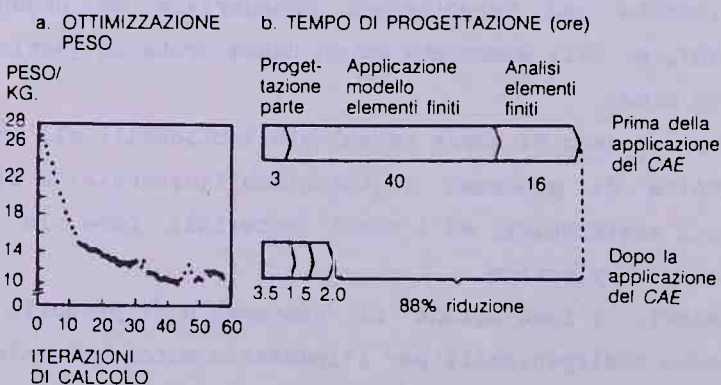 a. OTTIMIZZAZIONE
PESO
b. TEMPO DI PROGETTAZIONE (ore)
PESO/
KG.
28
26
22
18
14
10
0
0 10 20 30 40 50 60
ITERAZIONI
DI CALCOLO
Proget-
tazione
parte
Applicazione
modello
elementi finiti
Analisi
elementi
finiti
3 40 16
Prima della
applicazione
del CAE
3.5 1 5 2.0
88% riduzione
Dopo la
applicazione
del CAE